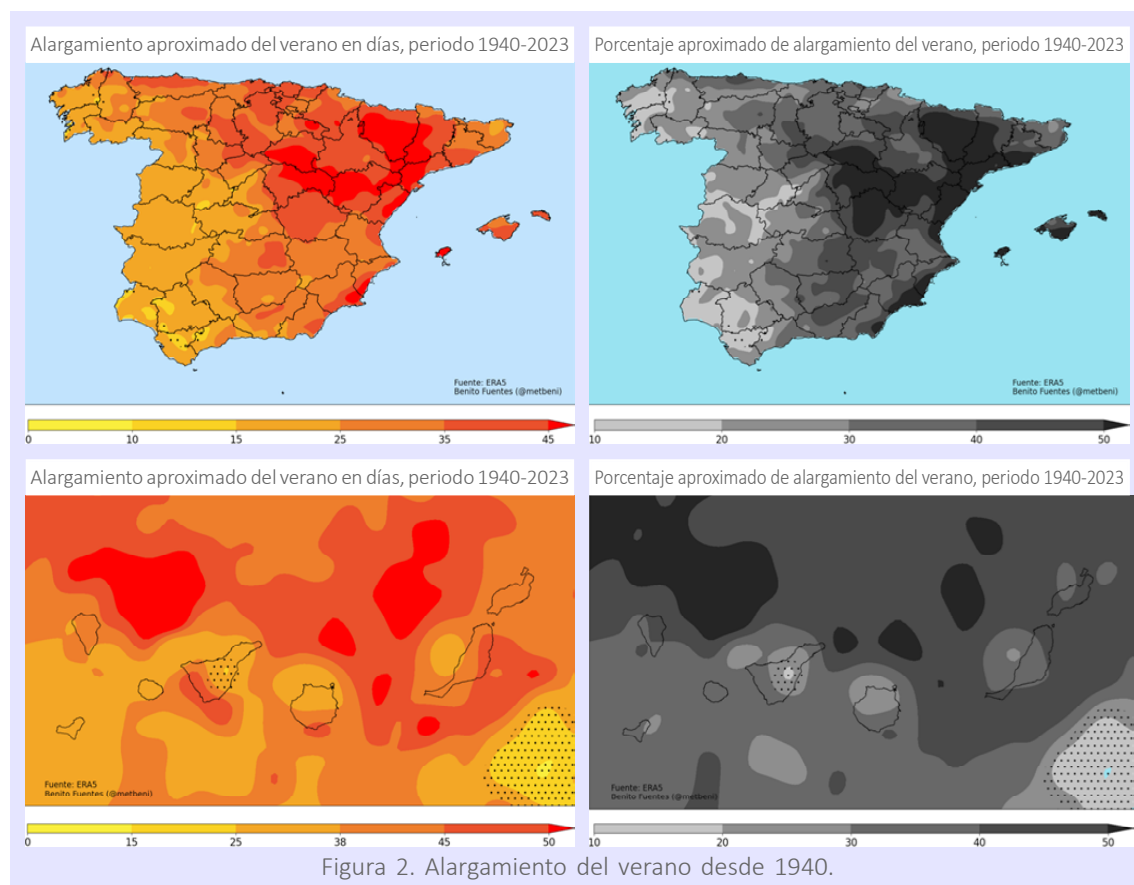 Alargamiento aproximado del verano en días, periodo 1940-2023
Porcentaje aproximado de alargamiento del verano, periodo 1940-2023
Fuente: ERA5
Benito Fuentes (@metbeni)
Fuente: ERA5
Benito Fuentes (@metbeni)
0 10 15 25 35 45
10 20 30 40 50
Alargamiento aproximado del verano en días, periodo 1940-2023
Porcentaje aproximado de alargamiento del verano, periodo 1940-2023
Fuente: ERA5
Benito Fuentes (@metbeni)
Fuente: ERA5
Benito Fuentes (@metbeni)
0 15 25 38 45 50
10 20 30 40 50
Figura 2. Alargamiento del verano desde 1940.